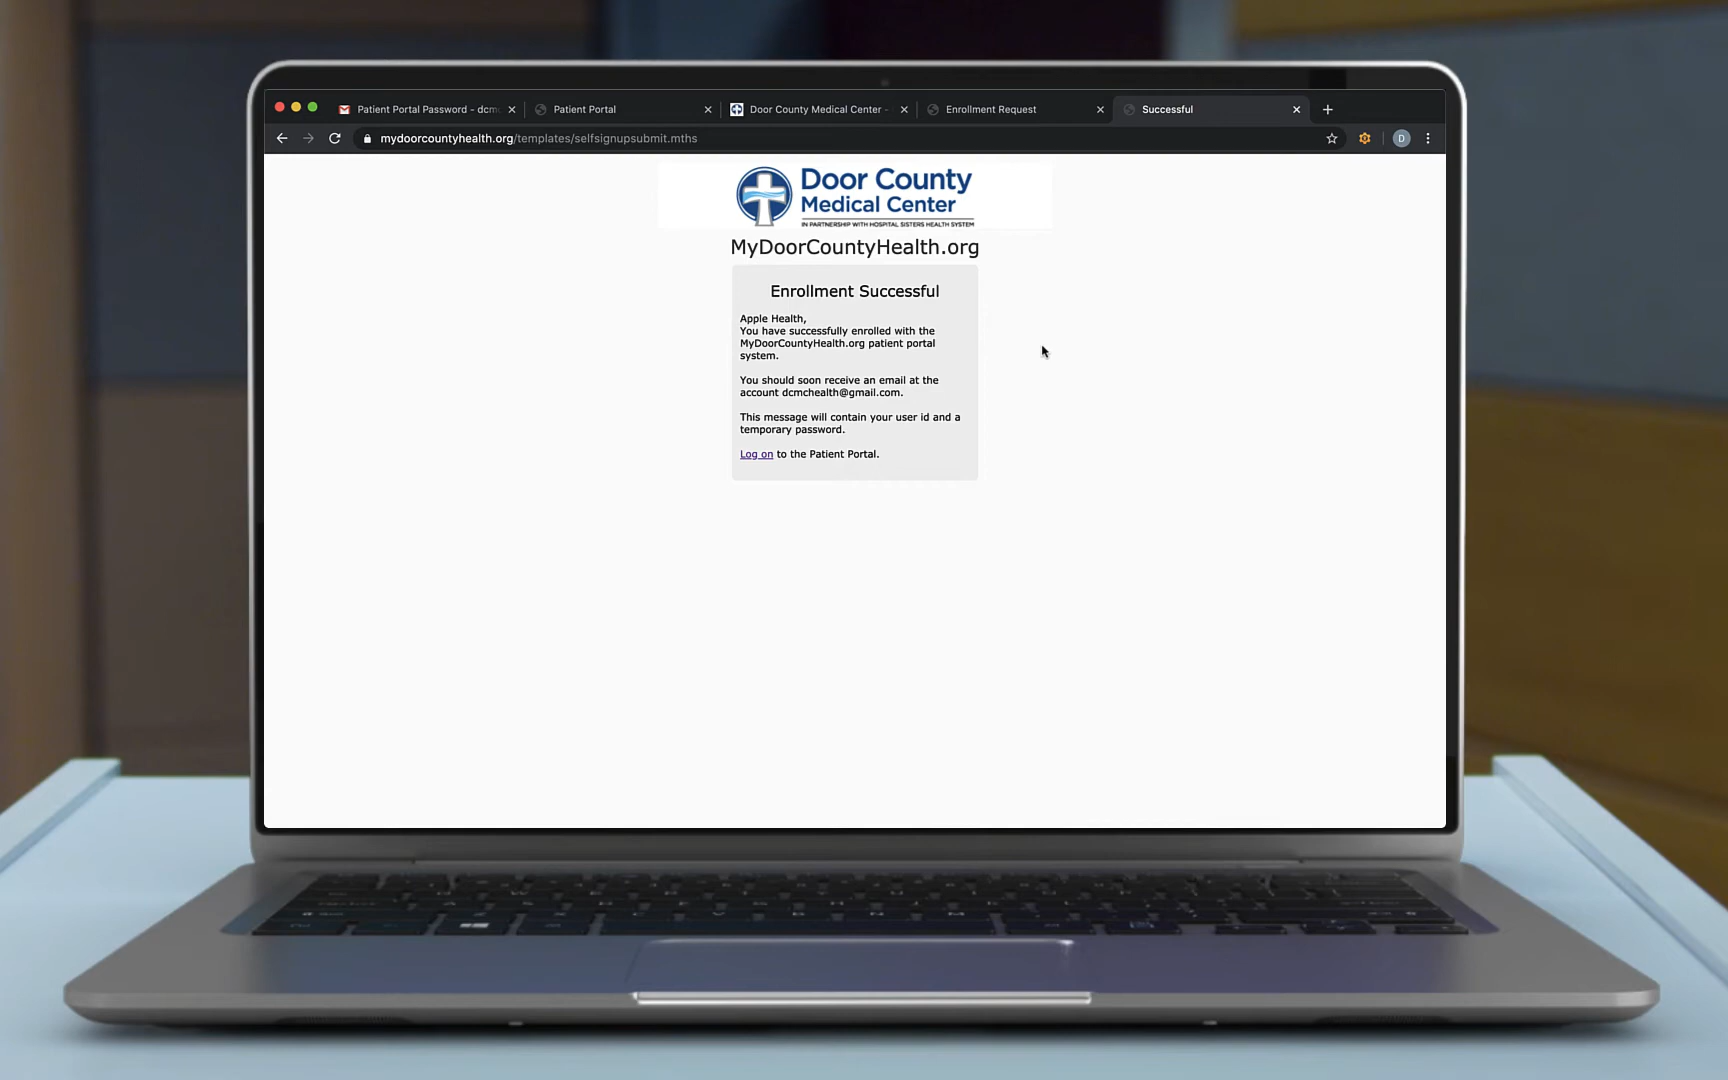 Patient Portal Password - dcm
Patient Portal
Door County Medical Center -
Enrollment Request
Successful
mydoorcountyhealth.org/templates/selfsignupsubmit.mths
D
Door County
Medical Center
IN PARTNERSHIP WITH HOSPITAL SISTERS HEALTH SYSTEM
MyDoorCountyHealth.org
Enrollment Successful
Apple Health,
You have successfully enrolled with the
MyDoorCountyHealth.org patient portal
system.
You should soon receive an email at the
account dcmchealth@gmail.com.
This message will contain your user id and a
temporary password.
Log on to the Patient Portal.